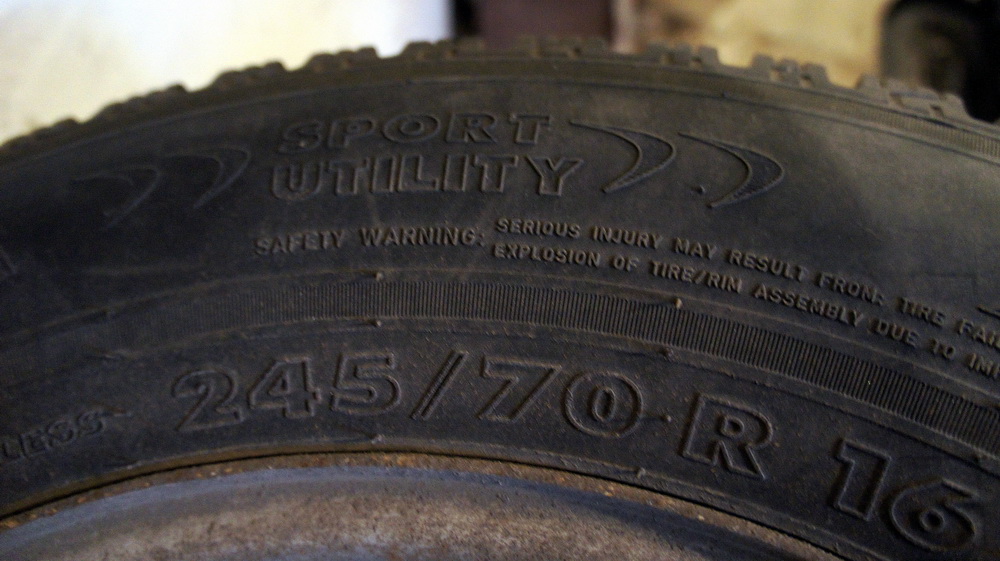 SPORT
UTILITY
SAFETY WARNING: SERIOUS INJURY MAY RESULT FROM: TIRE
EXPLOSION OF TIRE/RIM ASSEMBLY DUE TO
LESS
245/70 R 16